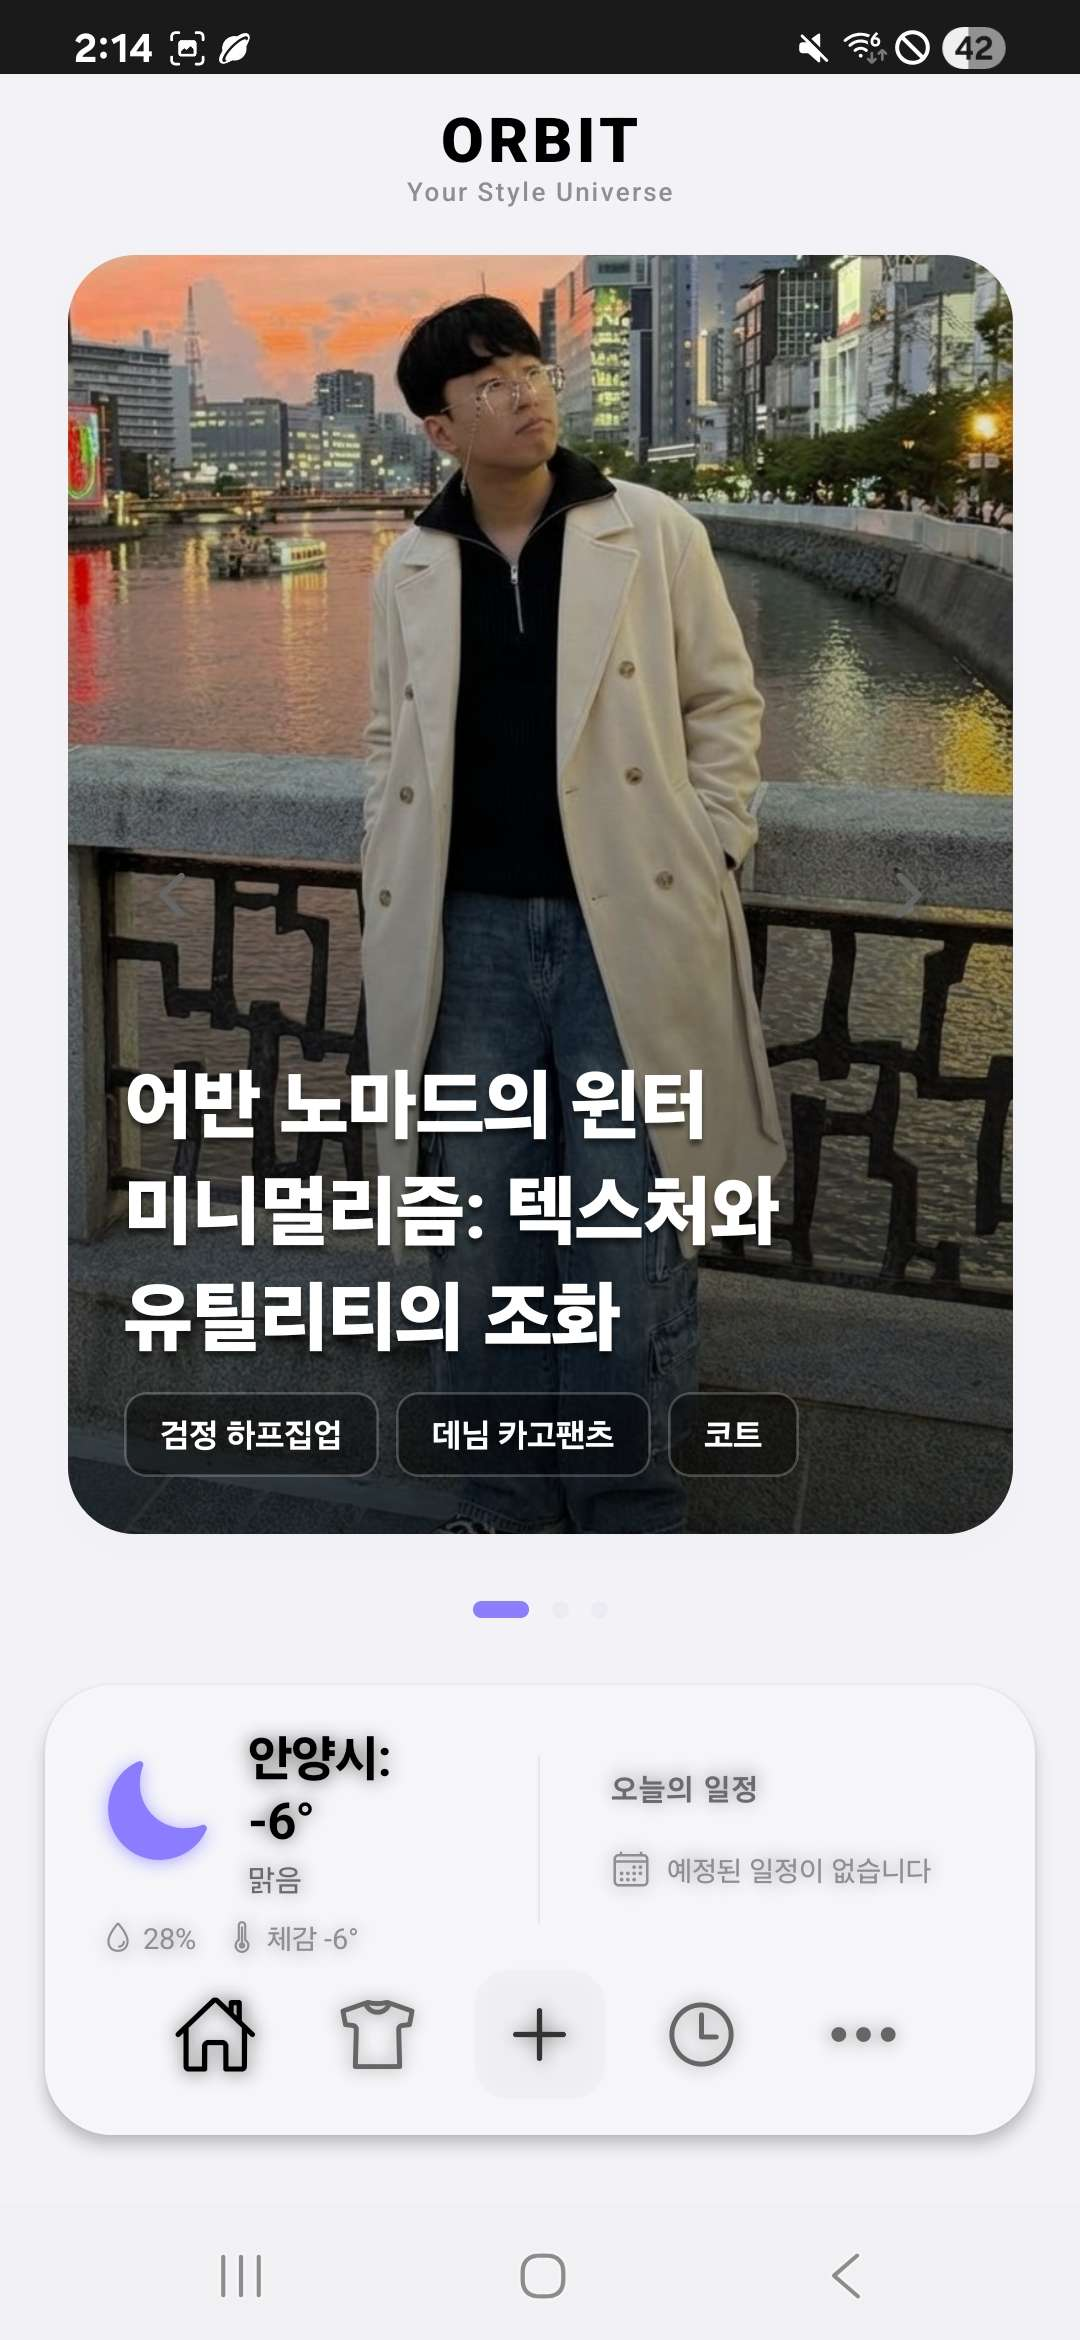 2:14
6
42
ORBIT
Your Style Universe
어반 노마드의 윈터
미니멀리즘: 텍스처와
유틸리티의 조화
검정 하프집업
데님 카고팬츠
코트
안양시:
-6°
맑음
28%
체감 -6°
오늘의 일정
예정된 일정이 없습니다